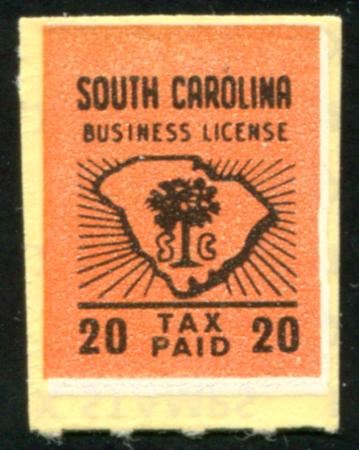 SOUTH CAROLINA
BUSINESS LICENSE
S C
20 TAX PAID 20